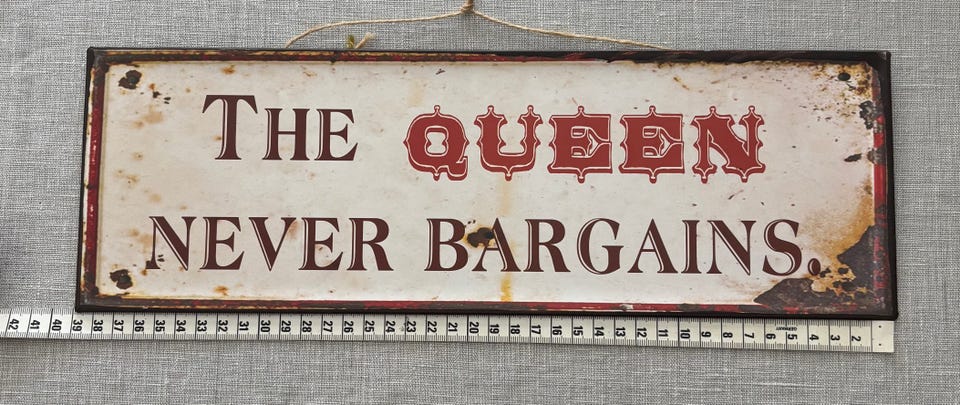 THE QUEEN
NEVER BARGAINS.
42 41 40 39 38 37 36 35 34 33 32 31 30 29 28 27 26 25 24 23 22 21 20 19 18 17 16 15 14 13 12 11 10 9 8 7 6 GERMANY 5 4 3 2